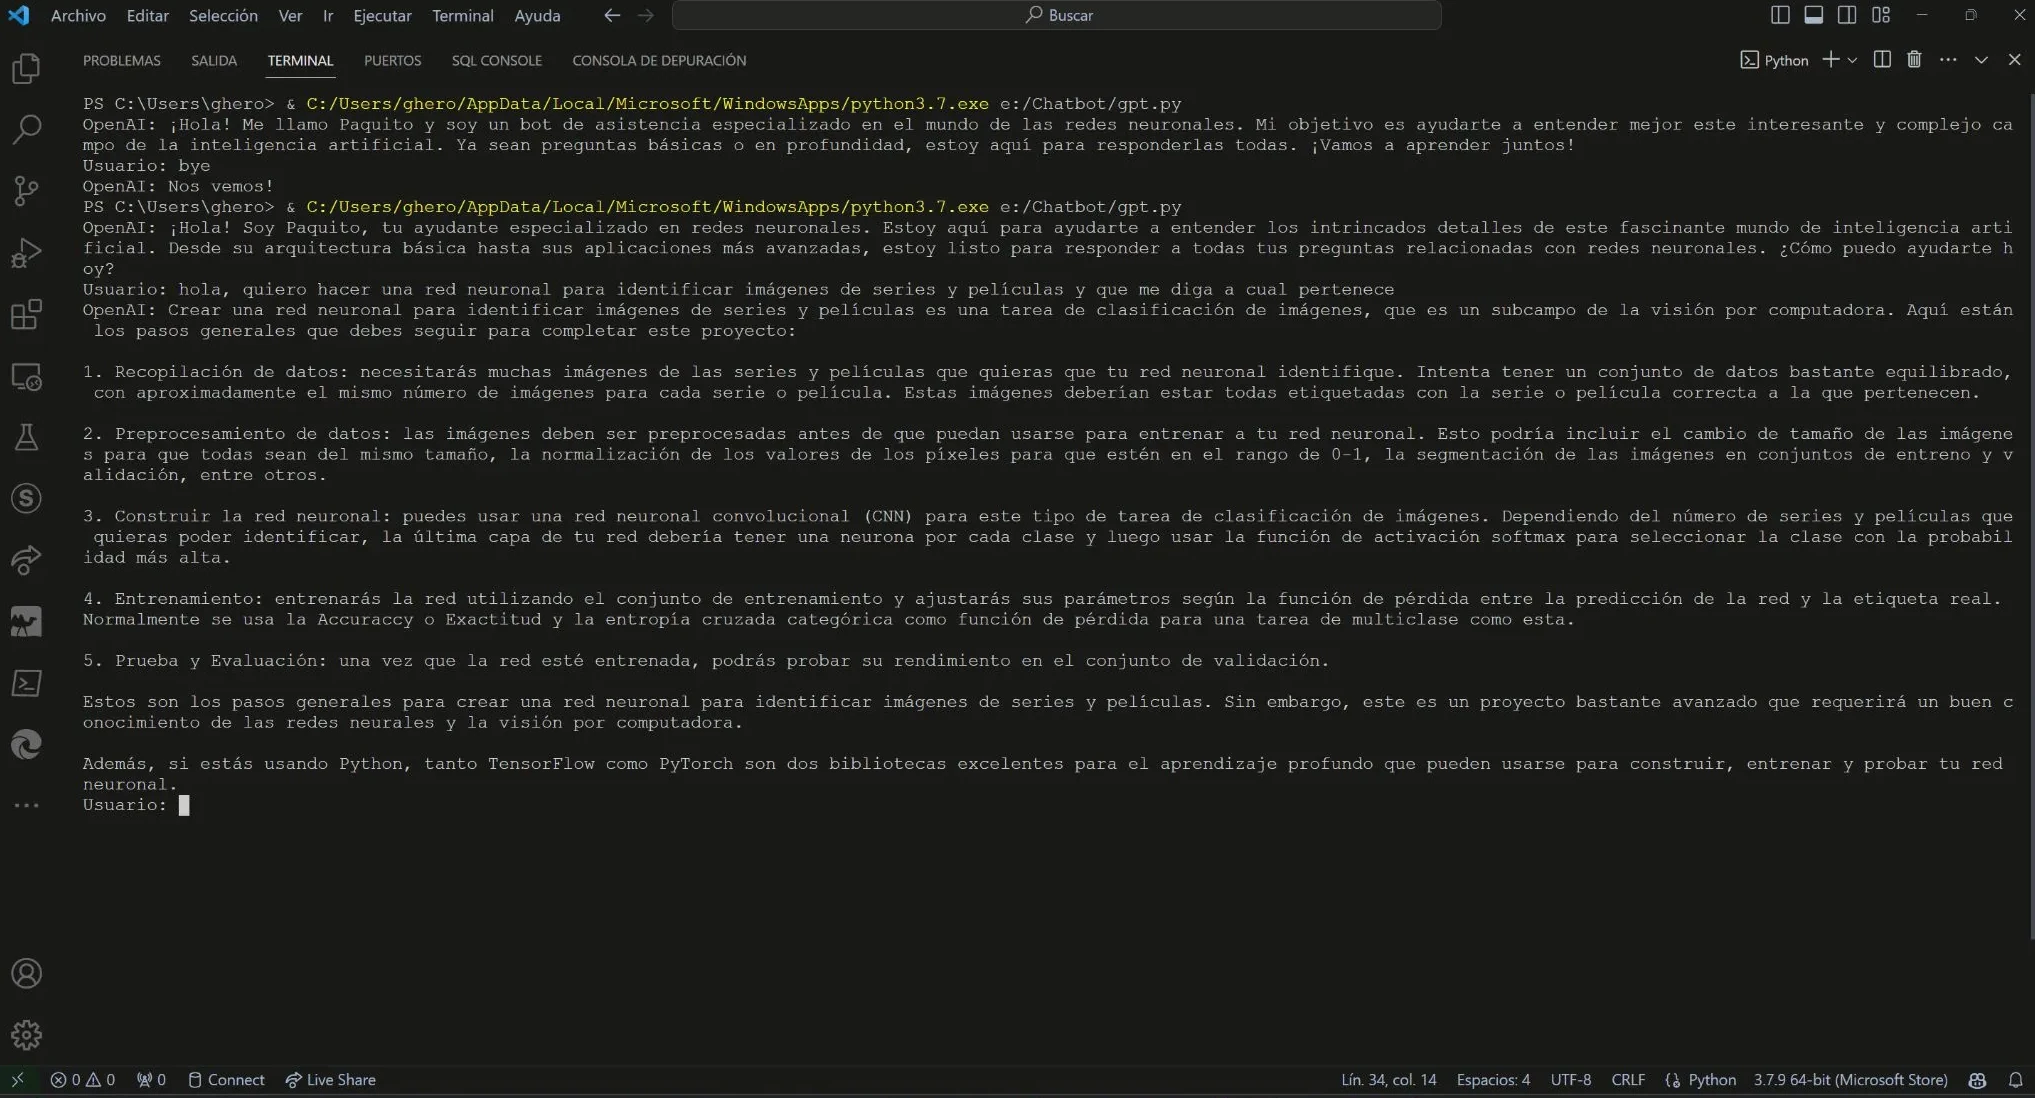 Archivo Editar Selección Ver Ir Ejecutar Terminal Ayuda Buscar
PROBLEMAS SALIDA TERMINAL PUERTOS SQL CONSOLE CONSOLA DE DEPURACIÓN Python
PS C:\Users\ghero> & C:/Users/ghero/AppData/Local/Microsoft/WindowsApps/python3.7.exe e:/Chatbot/gpt.py
OpenAI: ¡Hola! Me llamo Paquito y soy un bot de asistencia especializado en el mundo de las redes neuronales. Mi objetivo es ayudarte a entender mejor este interesante y complejo ca
mpo de la inteligencia artificial. Ya sean preguntas básicas o en profundidad, estoy aquí para responderlas todas. ¡Vamos a aprender juntos!
Usuario: bye
OpenAI: Nos vemos!
PS C:\Users\ghero> & C:/Users/ghero/AppData/Local/Microsoft/WindowsApps/python3.7.exe e:/Chatbot/gpt.py
OpenAI: ¡Hola! Soy Paquito, tu ayudante especializado en redes neuronales. Estoy aquí para ayudarte a entender los intrincados detalles de este fascinante mundo de inteligencia arti
ficial. Desde su arquitectura básica hasta sus aplicaciones más avanzadas, estoy listo para responder a todas tus preguntas relacionadas con redes neuronales. ¿Cómo puedo ayudarte h
oy?
Usuario: hola, quiero hacer una red neuronal para identificar imágenes de series y películas y que me diga a cual pertenece
OpenAI: Crear una red neuronal para identificar imágenes de series y películas es una tarea de clasificación de imágenes, que es un subcampo de la visión por computadora. Aquí están
los pasos generales que debes seguir para completar este proyecto:
1. Recopilación de datos: necesitarás muchas imágenes de las series y películas que quieras que tu red neuronal identifique. Intenta tener un conjunto de datos bastante equilibrado,
con aproximadamente el mismo número de imágenes para cada serie o película. Estas imágenes deberían estar todas etiquetadas con la serie o película correcta a la que pertenecen.
2. Preprocesamiento de datos: las imágenes deben ser preprocesadas antes de que puedan usarse para entrenar a tu red neuronal. Esto podría incluir el cambio de tamaño de las imágene
s para que todas sean del mismo tamaño, la normalización de los valores de los píxeles para que estén en el rango de 0-1, la segmentación de las imágenes en conjuntos de entreno y v
alidación, entre otros.
3. Construir la red neuronal: puedes usar una red neuronal convolucional (CNN) para este tipo de tarea de clasificación de imágenes. Dependiendo del número de series y películas que
quieras poder identificar, la última capa de tu red debería tener una neurona por cada clase y luego usar la función de activación softmax para seleccionar la clase con la probabil
idad más alta.
4. Entrenamiento: entrenarás la red utilizando el conjunto de entrenamiento y ajustarás sus parámetros según la función de pérdida entre la predicción de la red y la etiqueta real.
Normalmente se usa la Accuraccy o Exactitud y la entropía cruzada categórica como función de pérdida para una tarea de multiclase como esta.
5. Prueba y Evaluación: una vez que la red esté entrenada, podrás probar su rendimiento en el conjunto de validación.
Estos son los pasos generales para crear una red neuronal para identificar imágenes de series y películas. Sin embargo, este es un proyecto bastante avanzado que requerirá un buen c
onocimiento de las redes neurales y la visión por computadora.
Además, si estás usando Python, tanto TensorFlow como PyTorch son dos bibliotecas excelentes para el aprendizaje profundo que pueden usarse para construir, entrenar y probar tu red
neuronal.
Usuario:
0 0 0 Connect Live Share Lín. 34, col. 14 Espacios: 4 UTF-8 CRLF Python 3.7.9 64-bit (Microsoft Store)